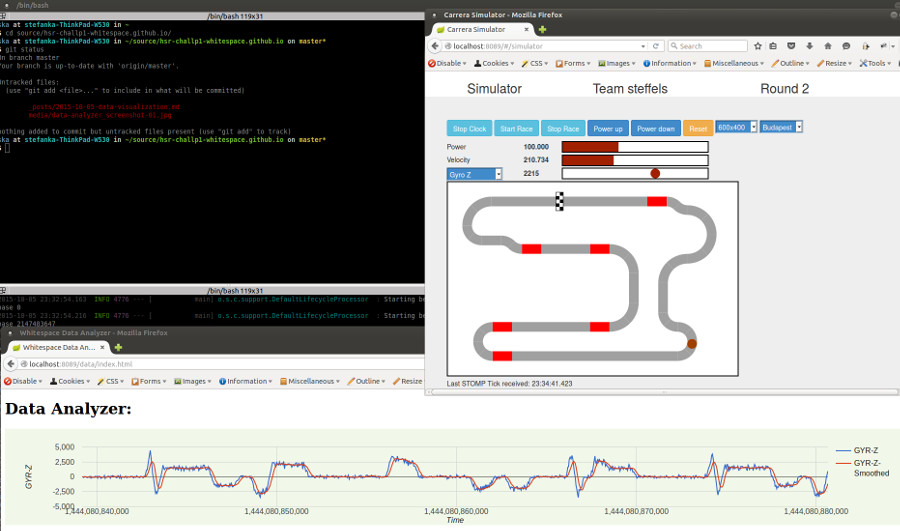 /bin/bash
/bin/bash 119x31
ska at stefanka-ThinkPad-W530 in ~
$ cd source/hsr-challp1-whitespace.github.io/
ska at stefanka-ThinkPad-W530 in ~/source/hsr-challp1-whitespace.github.io on master*
$ git status
On branch master
Your branch is up-to-date with 'origin/master'.
Untracked files:
(use "git add <file>..." to include in what will be committed)
_posts/2015-10-05-data-visualization.md
media/data-analyzer_screenshot-01.jpg
nothing added to commit but untracked files present (use "git add" to track)
ska at stefanka-ThinkPad-W530 in ~/source/hsr-challp1-whitespace.github.io on master*
$
/bin/bash 119x31
2015-10-05 23:32:54.163 INFO 4776 --- [ main] o.s.c.support.DefaultLifecycleProcessor : Starting be
hase 0
2015-10-05 23:32:54.216 INFO 4776 --- [ main] o.s.c.support.DefaultLifecycleProcessor : Starting be
hase 2147483647
Carrera Simulator - Mozilla Firefox
Carrera Simulator ×
localhost:8089/#/simulator
Search
Disable Cookies CSS Forms Images Information Miscellaneous Outline Resize Tools
Simulator Team steffels Round 2
Stop Clock Start Race Stop Race Power up Power down Reset 600x400 Budapest
Power 100.000
Velocity 210.734
Gyro Z 2215
Last STOMP Tick received: 23:34:41.423
Whitespace Data Analyzer - Mozilla Firefox
Whitespace Data An... ×
localhost:8089/data/index.html
Disable Cookies CSS Forms Images Information Miscellaneous Outline Resize
Data Analyzer:
GYR-Z
5,000
2,500
0
-2,500
-5,000
1,444,080,840,000 1,444,080,850,000 1,444,080,860,000 1,444,080,870,000 1,444,080,880,000
Time
GYR-Z
GYR-Z-
Smoothed